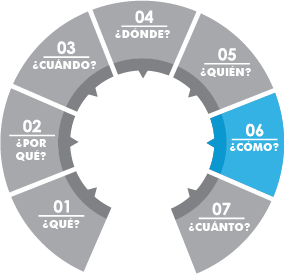 01
¿QUÉ?
02
¿POR
QUÉ?
03
¿CUÁNDO?
04
¿DÓNDE?
05
¿QUIÉN?
06
¿CÓMO?
07
¿CUÁNTO?